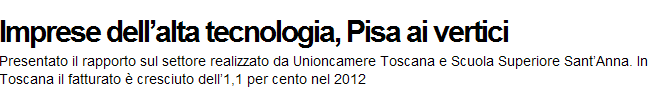 Imprese dell’alta tecnologia, Pisa ai vertici
Presentato il rapporto sul settore realizzato da Unioncamere Toscana e Scuola Superiore Sant’Anna. In
Toscana il fatturato è cresciuto dell’1,1 per cento nel 2012